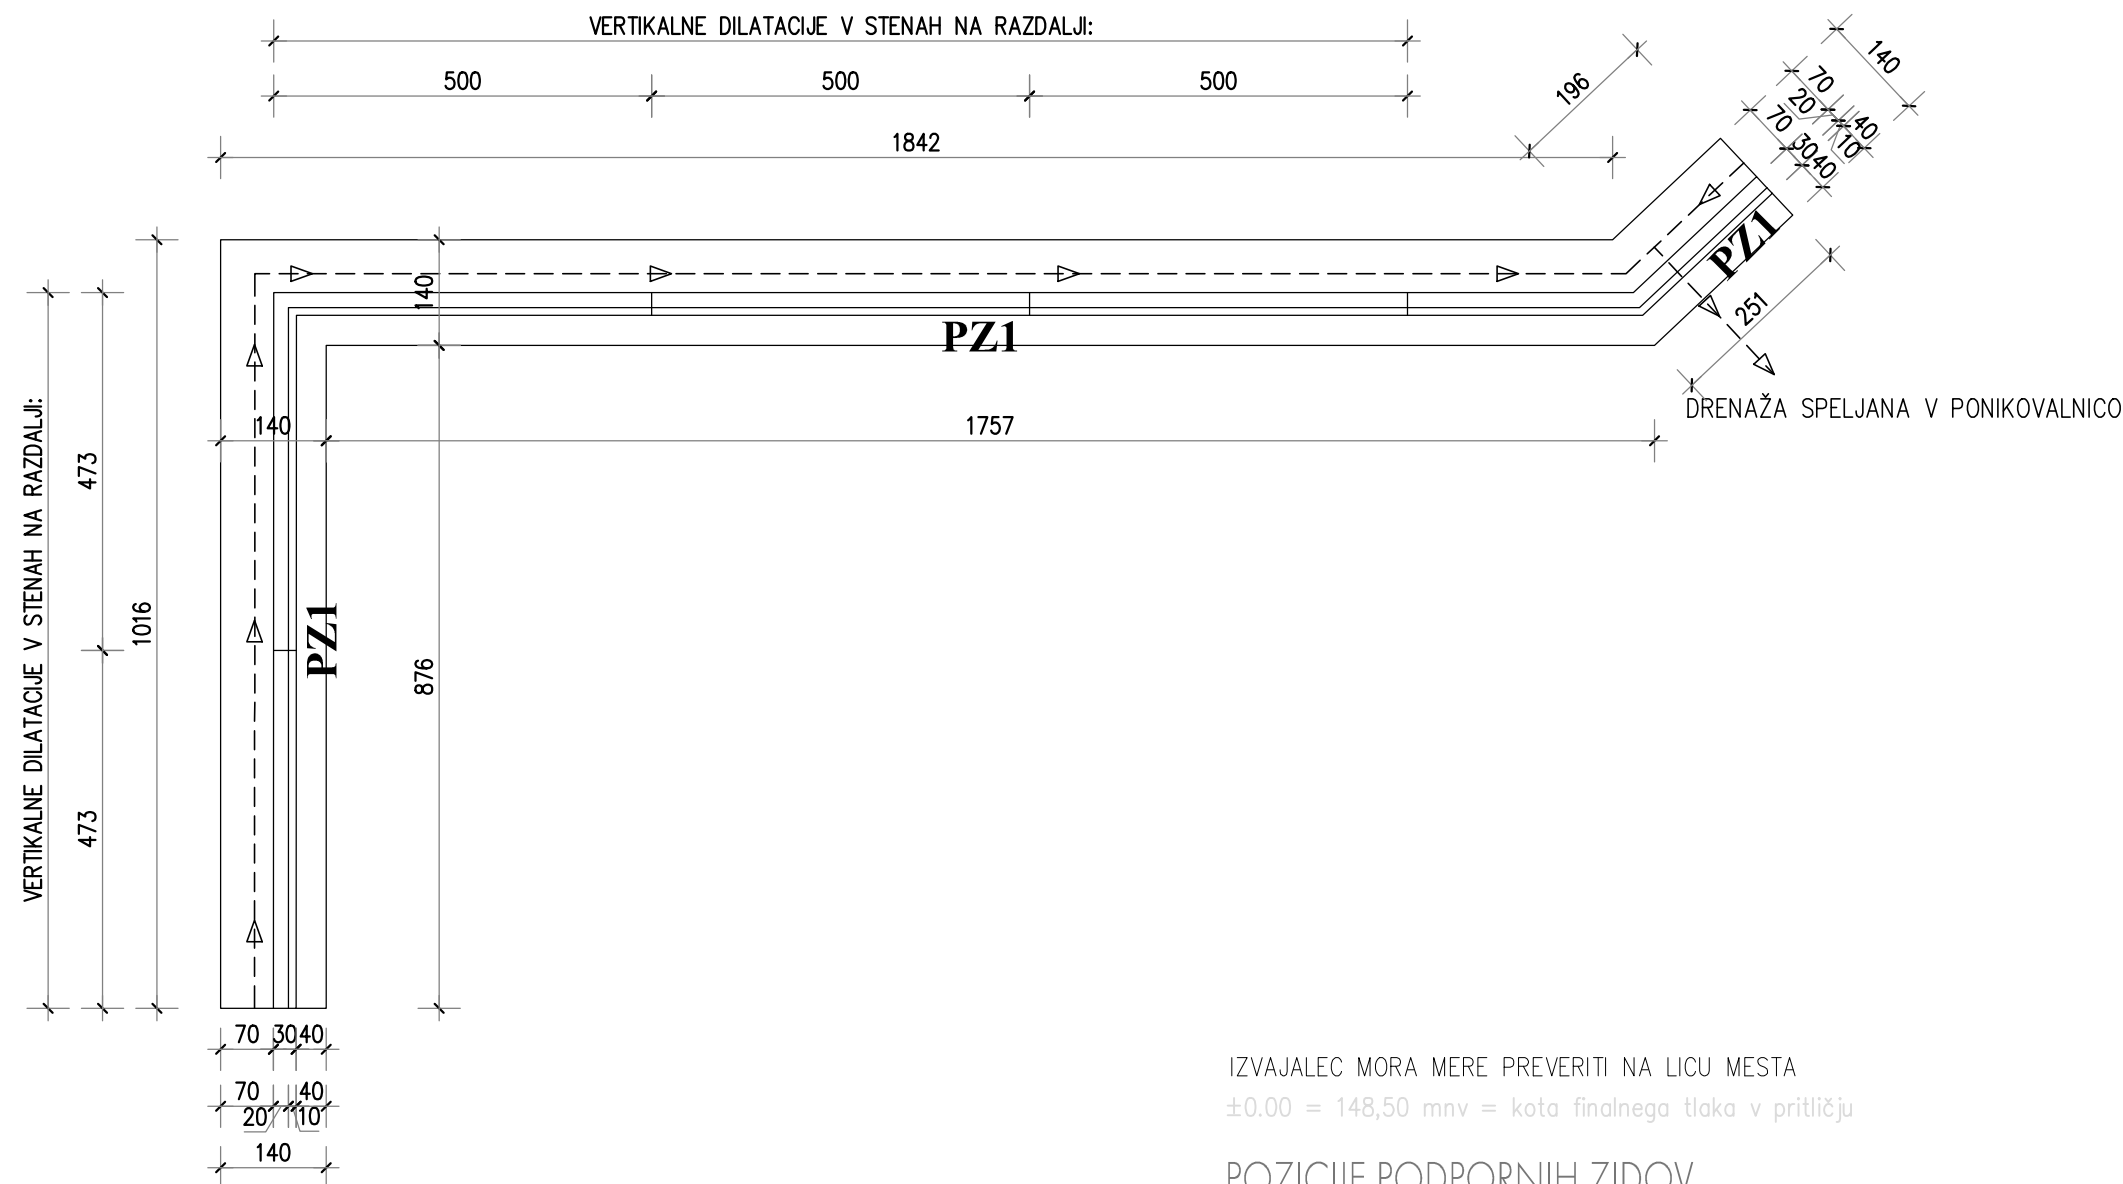 VERTIKALNE DILATACIJE V STENAH NA RAZDALJI:
500 500 500
1842
196
140
70
20
40
10
70
30
40
PZ1
251
DRENAŽA SPELJANA V PONIKOVALNICO
140
PZ1
140
1757
VERTIKALNE DILATACIJE V STENAH NA RAZDALJI:
473
473
1016
PZ1
876
70 30 40
70 40
20 10
140
IZVAJALEC MORA MERE PREVERITI NA LICU MESTA
±0.00 = 148,50 mnv = kota finalnega tlaka v pritličju
POZICIJE PODPORNIH ZIDOV